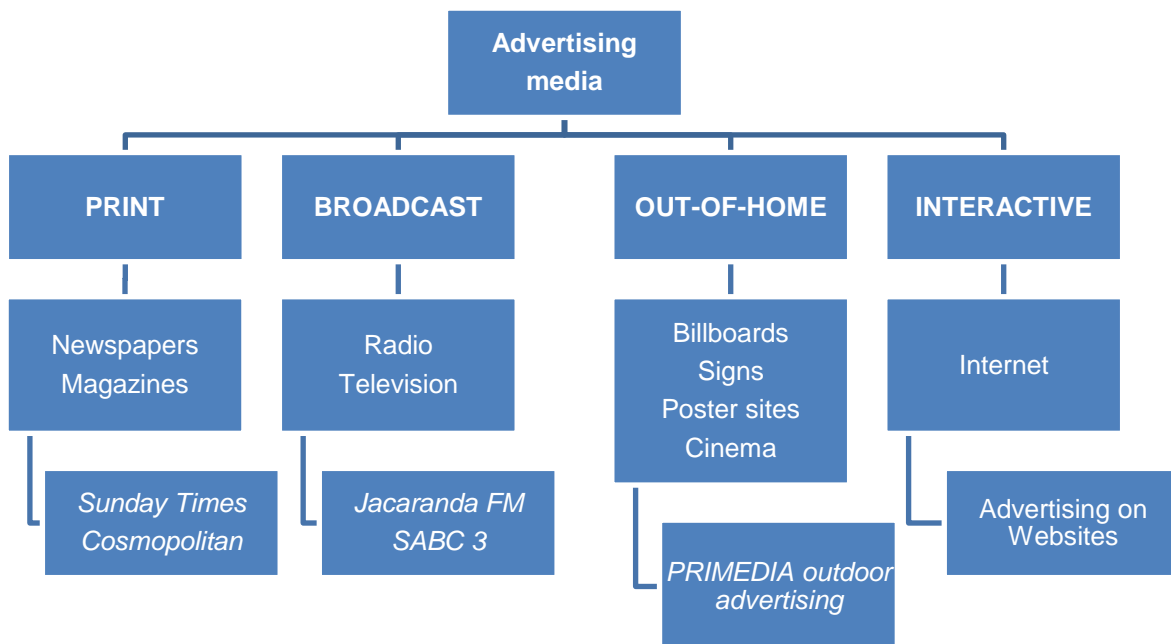 Advertising
media
PRINT
BROADCAST
OUT-OF-HOME
INTERACTIVE
Newspapers
Magazines
Radio
Television
Billboards
Signs
Poster sites
Cinema
Internet
Sunday Times
Cosmopolitan
Jacaranda FM
SABC 3
PRIMEDIA outdoor
advertising
Advertising on
Websites